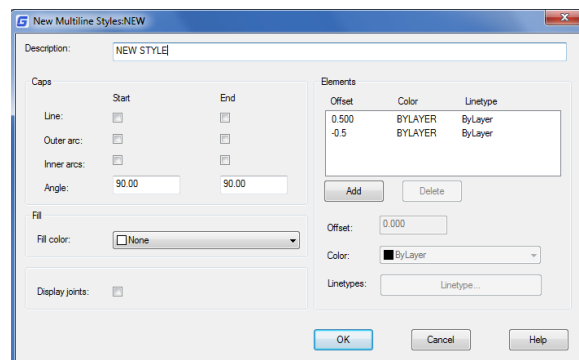 New Multiline Styles:NEW
Description: NEW STYLE
Caps
Start End
Line:
Outer arc:
Inner arcs:
Angle: 90.00 90.00
Fill
Fill color: None
Display joints:
Elements
Offset Color Linetype
0.500 BYLAYER ByLayer
-0.5 BYLAYER ByLayer
Add Delete
Offset: 0.000
Color: ByLayer
Linetypes: Linetype...
OK Cancel Help